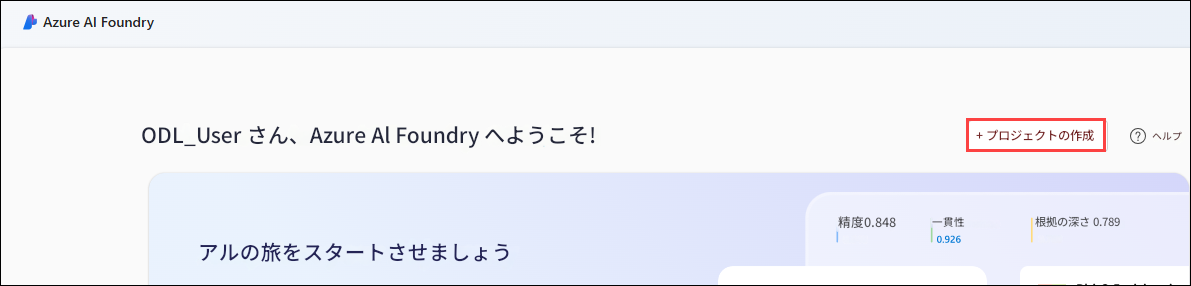 Azure AI Foundry
ODL_User さん、Azure Al Foundry へようこそ!
+ プロジェクトの作成
ヘルプ
精度0.848
一貫性
0.926
根拠の深さ 0.789
アルの旅をスタートさせましょう